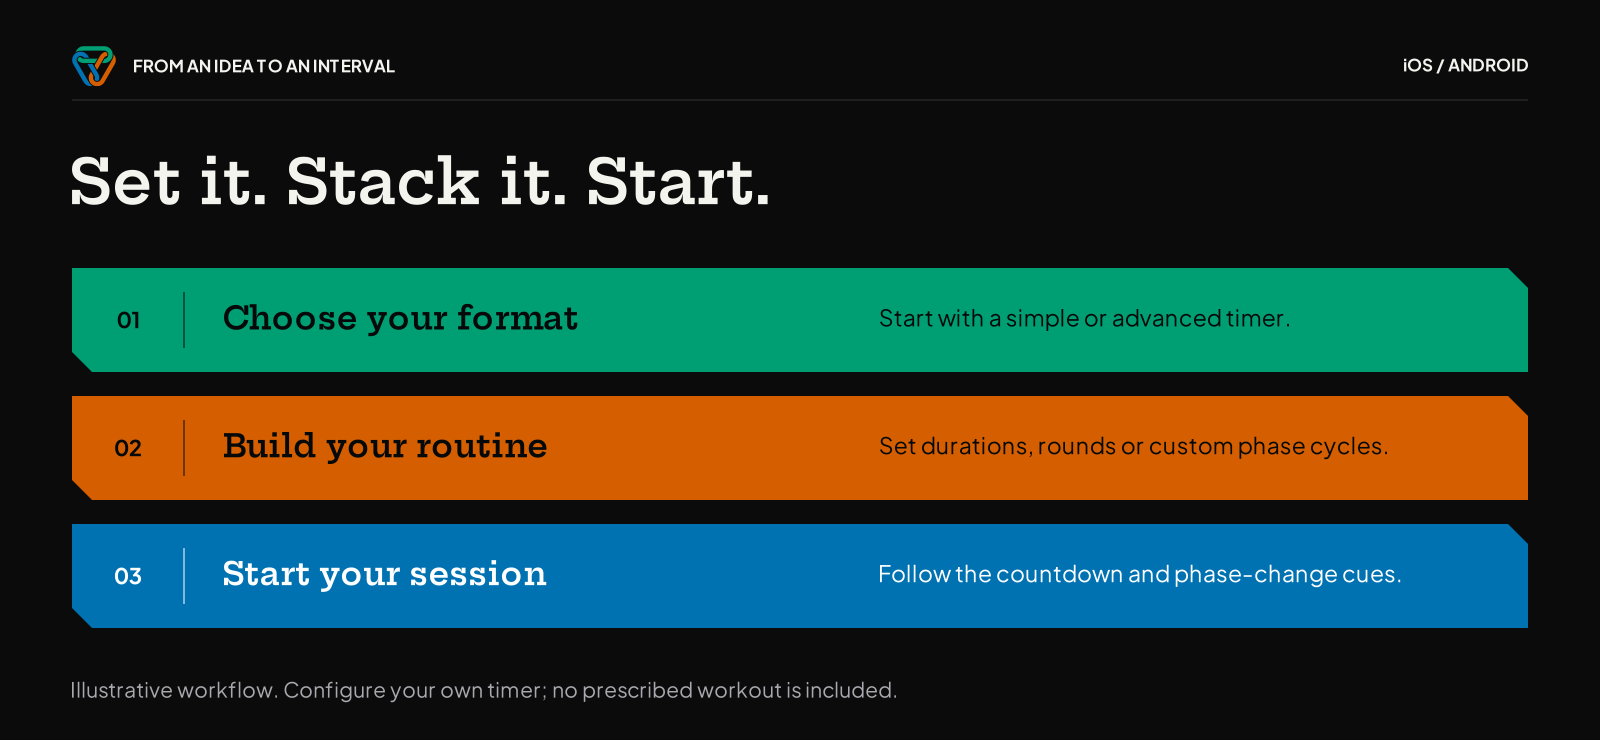 FROM AN IDEA TO AN INTERVAL
iOS / ANDROID
Set it. Stack it. Start.
01
Choose your format
Start with a simple or advanced timer.
02
Build your routine
Set durations, rounds or custom phase cycles.
03
Start your session
Follow the countdown and phase-change cues.
Illustrative workflow. Configure your own timer; no prescribed workout is included.